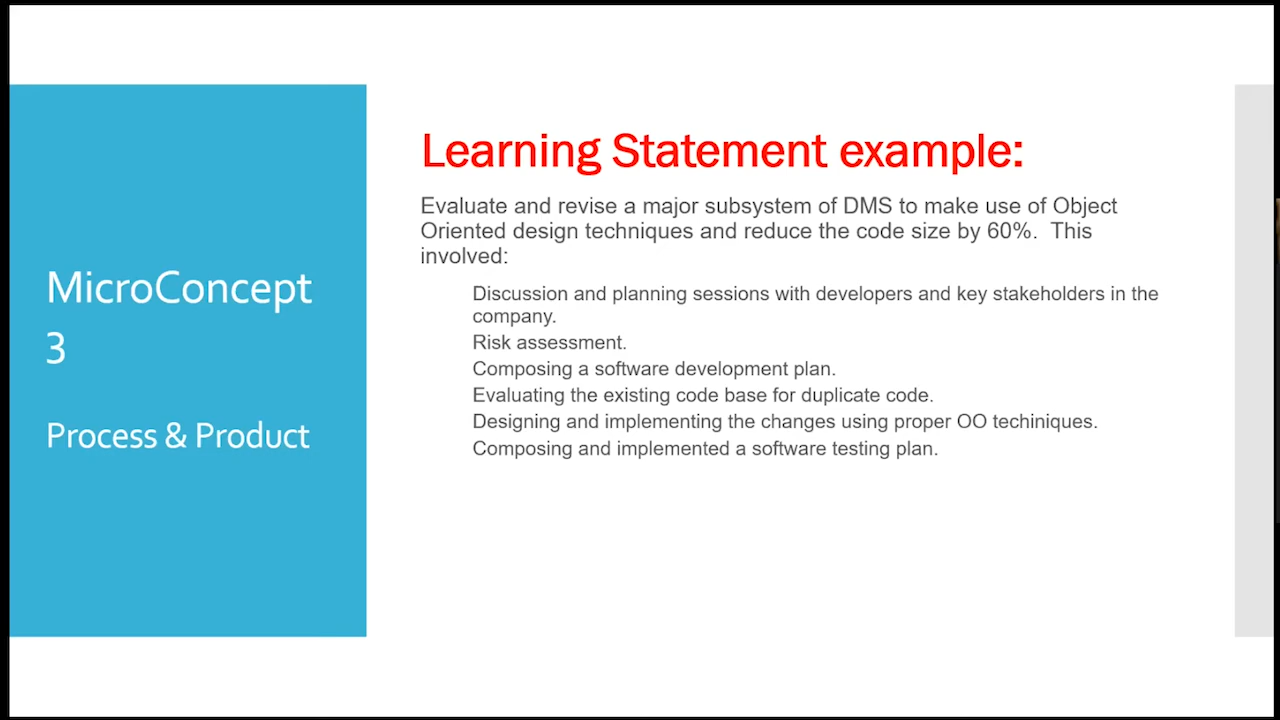 MicroConcept
3
Process & Product
Learning Statement example:
Evaluate and revise a major subsystem of DMS to make use of Object
Oriented design techniques and reduce the code size by 60%.  This
involved:
Discussion and planning sessions with developers and key stakeholders in the
company.
Risk assessment.
Composing a software development plan.
Evaluating the existing code base for duplicate code.
Designing and implementing the changes using proper OO techiniques.
Composing and implemented a software testing plan.